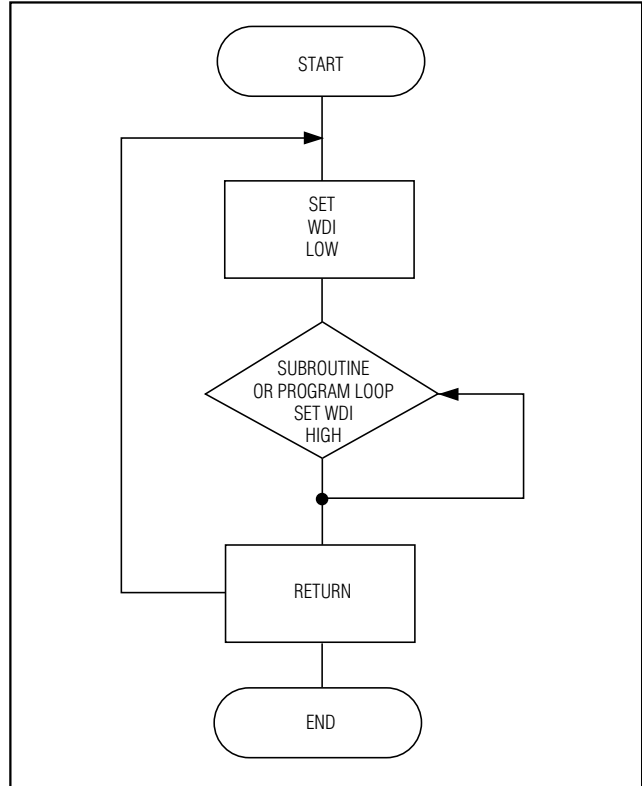 START
SET
WDI
LOW
SUBROUTINE
OR PROGRAM LOOP
SET WDI
HIGH
RETURN
END